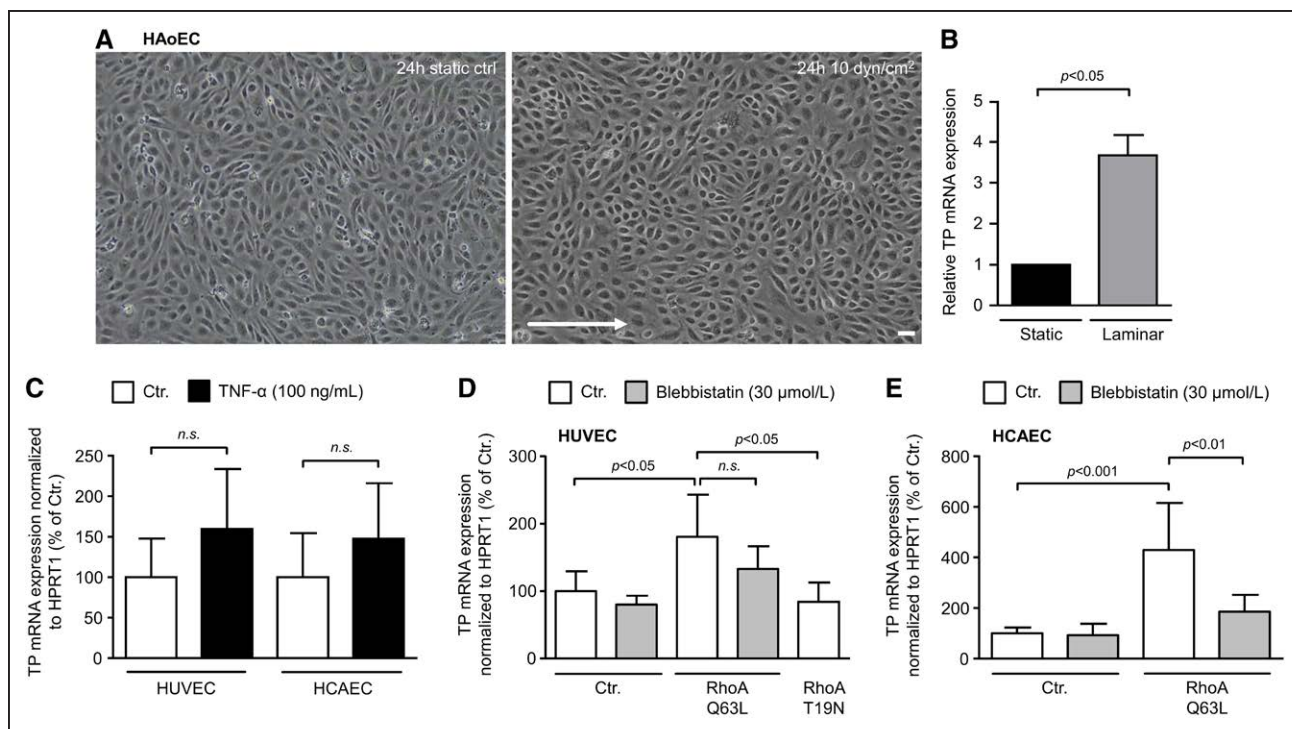 A HAoEC
24h static ctrl
24h 10 dyn/cm²
B
p<0.05
Relative TP mRNA expression
5
4
3
2
1
0
Static Laminar
C Ctr. TNF-α (100 ng/mL)
n.s. n.s.
TP mRNA expression normalized
to HPRT1 (% of Ctr.)
250
200
150
100
50
0
HUVEC HCAEC
D Ctr. Blebbistatin (30 µmol/L)
HUVEC
p<0.05
p<0.05 n.s.
TP mRNA expression
normalized to HPRT1 (% of Ctr.)
300
200
100
0
Ctr. RhoA RhoA
Q63L T19N
E Ctr. Blebbistatin (30 µmol/L)
HCAEC
p<0.01
p<0.001
TP mRNA expression
normalized to HPRT1 (% of Ctr.)
800
600
400
200
0
Ctr. RhoA
Q63L